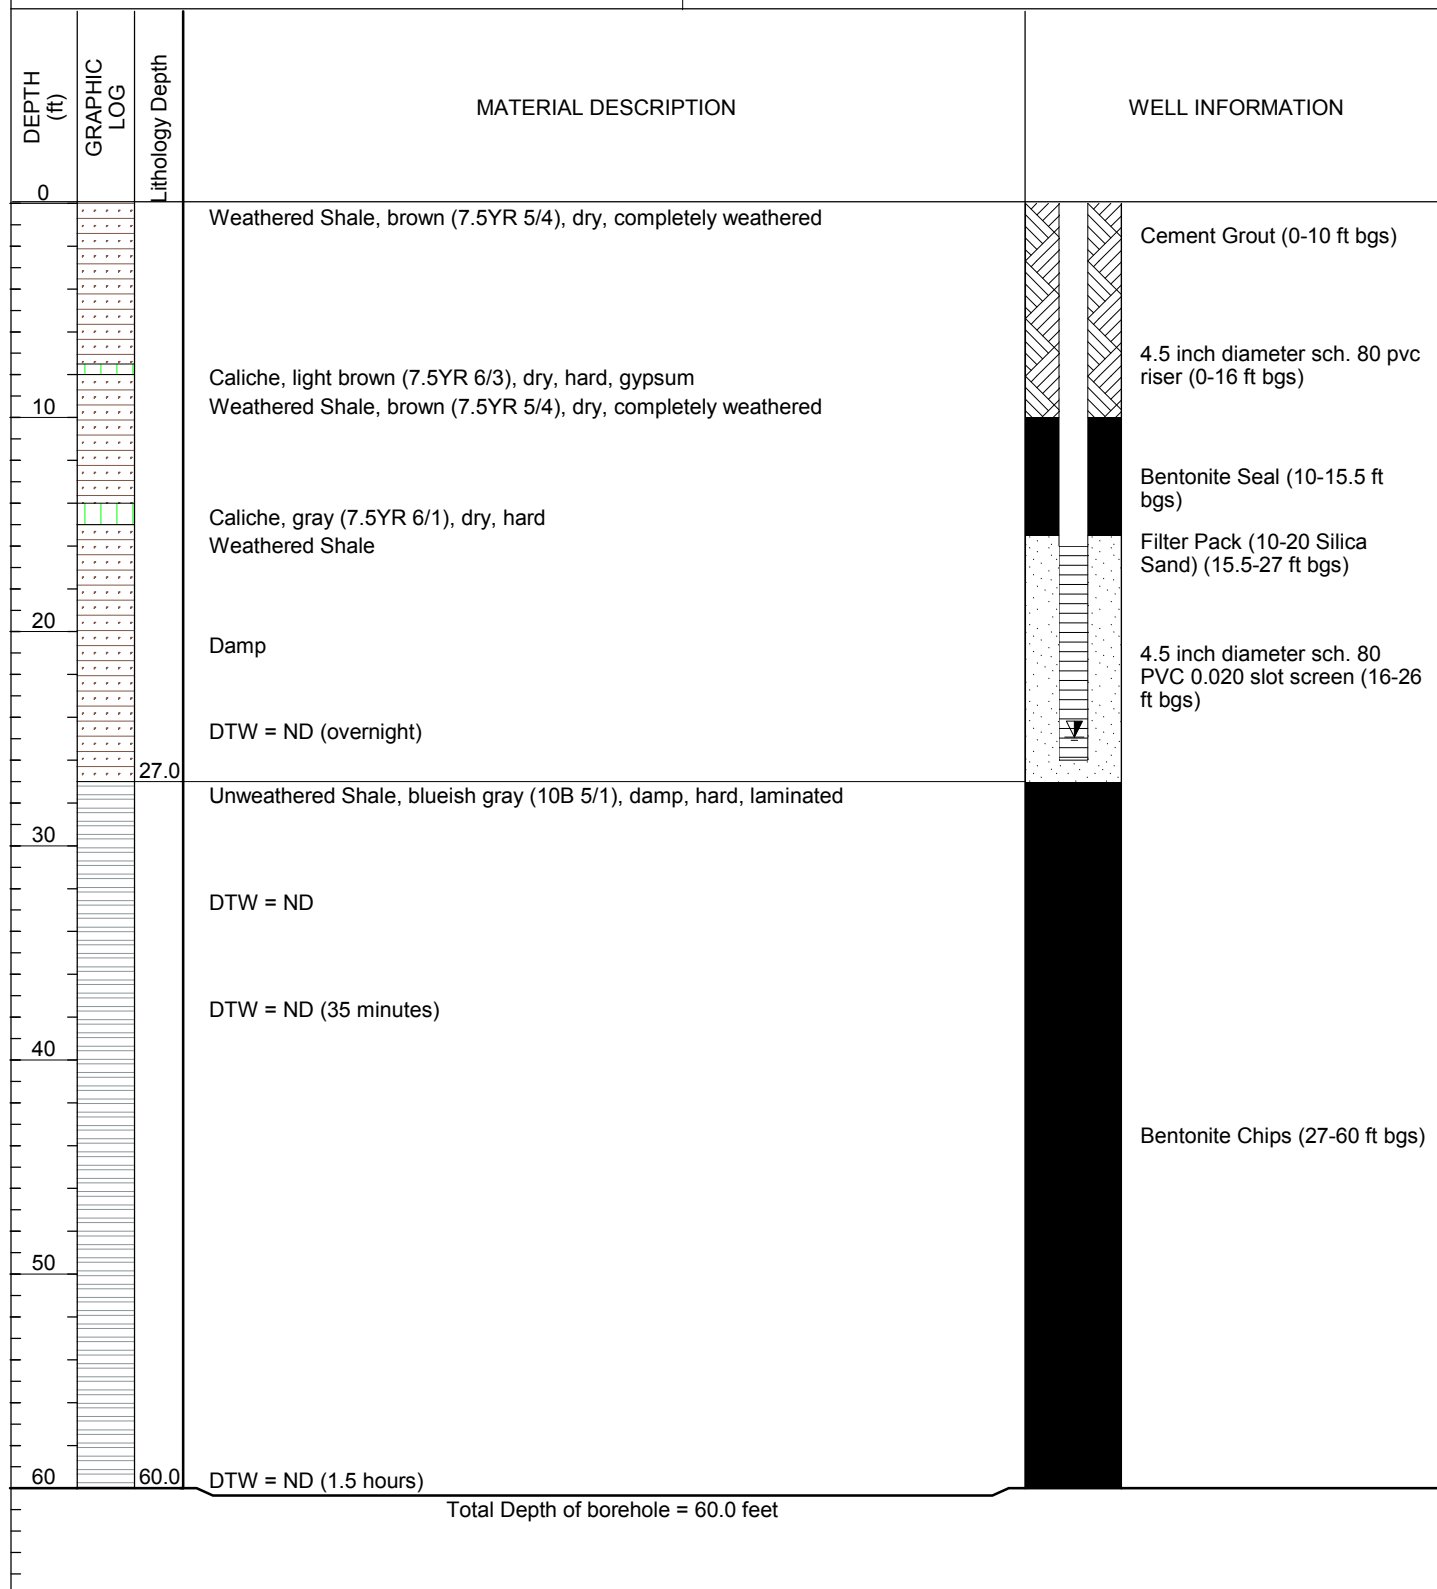 DEPTH
(ft)
GRAPHIC
LOG
Lithology Depth
MATERIAL DESCRIPTION
WELL INFORMATION
0
Weathered Shale, brown (7.5YR 5/4), dry, completely weathered
Cement Grout (0-10 ft bgs)
4.5 inch diameter sch. 80 pvc
riser (0-16 ft bgs)
Caliche, light brown (7.5YR 6/3), dry, hard, gypsum
10
Weathered Shale, brown (7.5YR 5/4), dry, completely weathered
Bentonite Seal (10-15.5 ft
bgs)
Caliche, gray (7.5YR 6/1), dry, hard
Weathered Shale
Filter Pack (10-20 Silica
Sand) (15.5-27 ft bgs)
20
Damp
4.5 inch diameter sch. 80
PVC 0.020 slot screen (16-26
ft bgs)
DTW = ND (overnight)
27.0
Unweathered Shale, blueish gray (10B 5/1), damp, hard, laminated
30
DTW = ND
DTW = ND (35 minutes)
40
Bentonite Chips (27-60 ft bgs)
50
60
60.0
DTW = ND (1.5 hours)
Total Depth of borehole = 60.0 feet